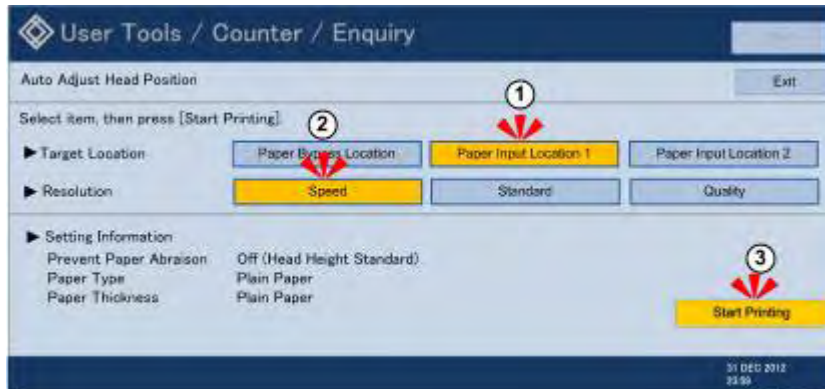 User Tools / Counter / Enquiry
Auto Adjust Head Position
Exit
①
Select item, then press [Start Printing].
②
▶ Target Location Paper Bypass Location Paper Input Location 1 Paper Input Location 2
▶ Resolution Speed Standard Quality
▶ Setting Information
Prevent Paper Abraison Off (Head Height Standard)
③
Paper Type Plain Paper
Paper Thickness Plain Paper
Start Printing
31 DEC 2012
23:59